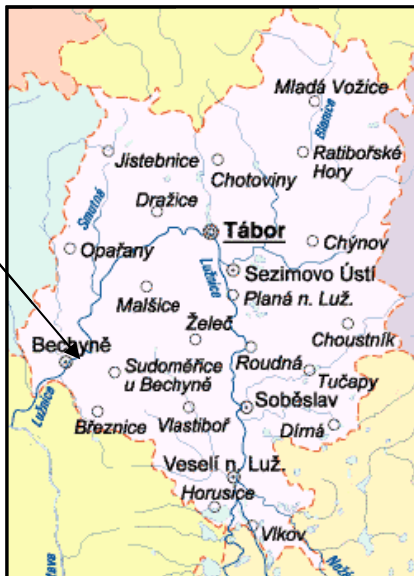 Mladá Vožice
Blanice
Jistebnice
Chotoviny
Ratibořské
Hory
Smutná
Dražice
Tábor
Opařany
Chýnov
Lužnice
Sezimovo Ústí
Malšice
Planá n. Luž.
Želeč
Choustník
Bechyně
Roudná
Sudoměřice
u Bechyně
Tučapy
Lužnice
Soběslav
Březnice
Vlastiboř
Dírná
Veselí n. Luž.
Horusice
Vlkov